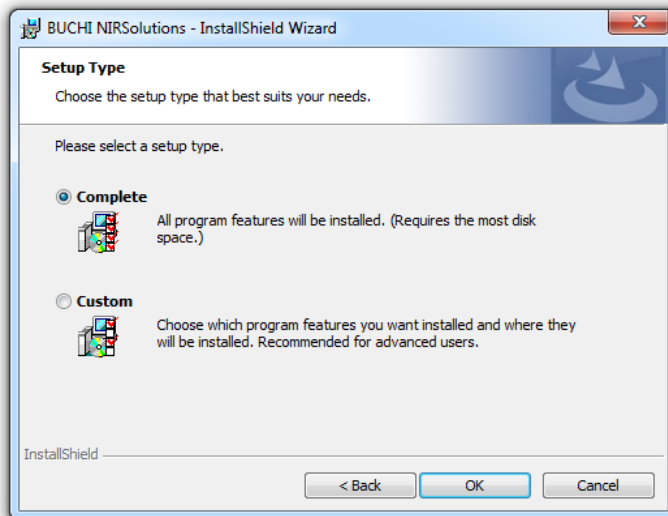 BUCHI NIRSolutions - InstallShield Wizard
Setup Type
Choose the setup type that best suits your needs.
Please select a setup type.
Complete
All program features will be installed. (Requires the most disk
space.)
Custom
Choose which program features you want installed and where they
will be installed. Recommended for advanced users.
InstallShield
< Back OK Cancel